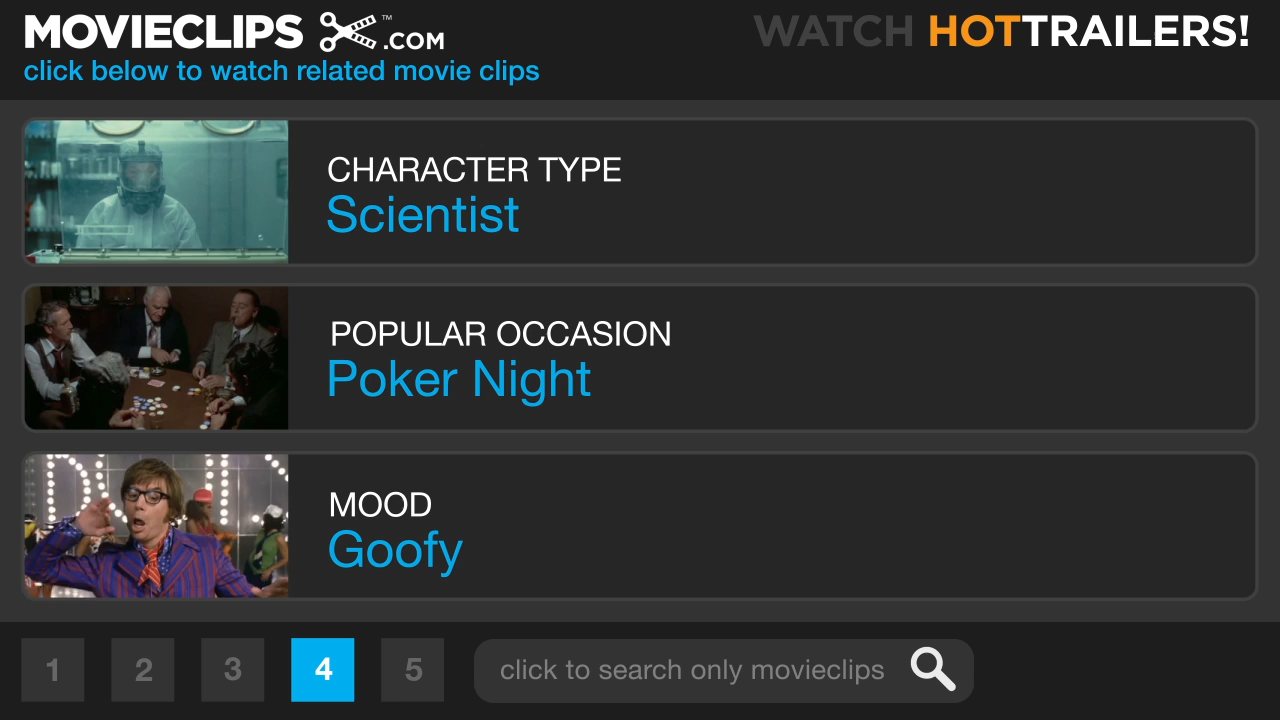 MOVIECLIPS ™ .COM
WATCH HOTTRAILERS!
click below to watch related movie clips
CHARACTER TYPE
Scientist
POPULAR OCCASION
Poker Night
MOOD
Goofy
1 2 3 4 5 click to search only movieclips